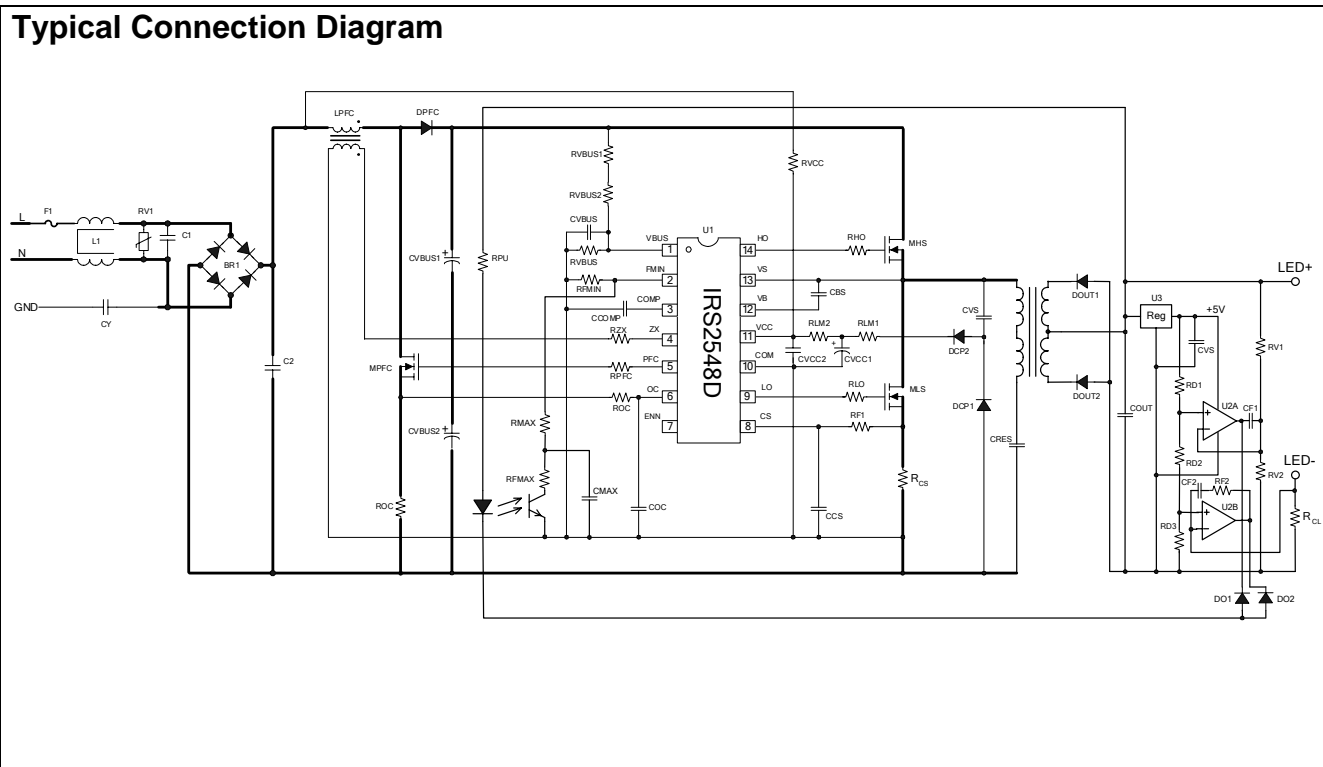 Typical Connection Diagram
LPFC
DPFC
RVBUS1
RVCC
RVBUS2
F1
RV1
L
L1
C1
N
BR1
GND
CY
C2
CVBUS1
RPU
CVBUS
RVBUS
RFMIN
CCOMP
RZX
RPFC
ROC
MPFC
CVBUS2
RMAX
RFMAX
CMAX
COC
ROC
U1
IRS2548D
VBUS 1
FMIN 2
COMP 3
ZX 4
PFC 5
OC 6
ENN 7
14 HO
13 VS
12 VB
11 VCC
10 COM
9 LO
8 CS
RHO
MHS
CBS
RLM2
RLM1
CVCC2
CVCC1
RLO
MLS
RF1
RCS
CCS
CVS
DCP2
DCP1
CRES
DOUT1
DOUT2
COUT
U3
Reg
+5V
CVS
RD1
U2A
CF1
RV1
RD2
RV2
CF2
RF2
U2B
RD3
LED+
LED-
RCL
DO1
DO2